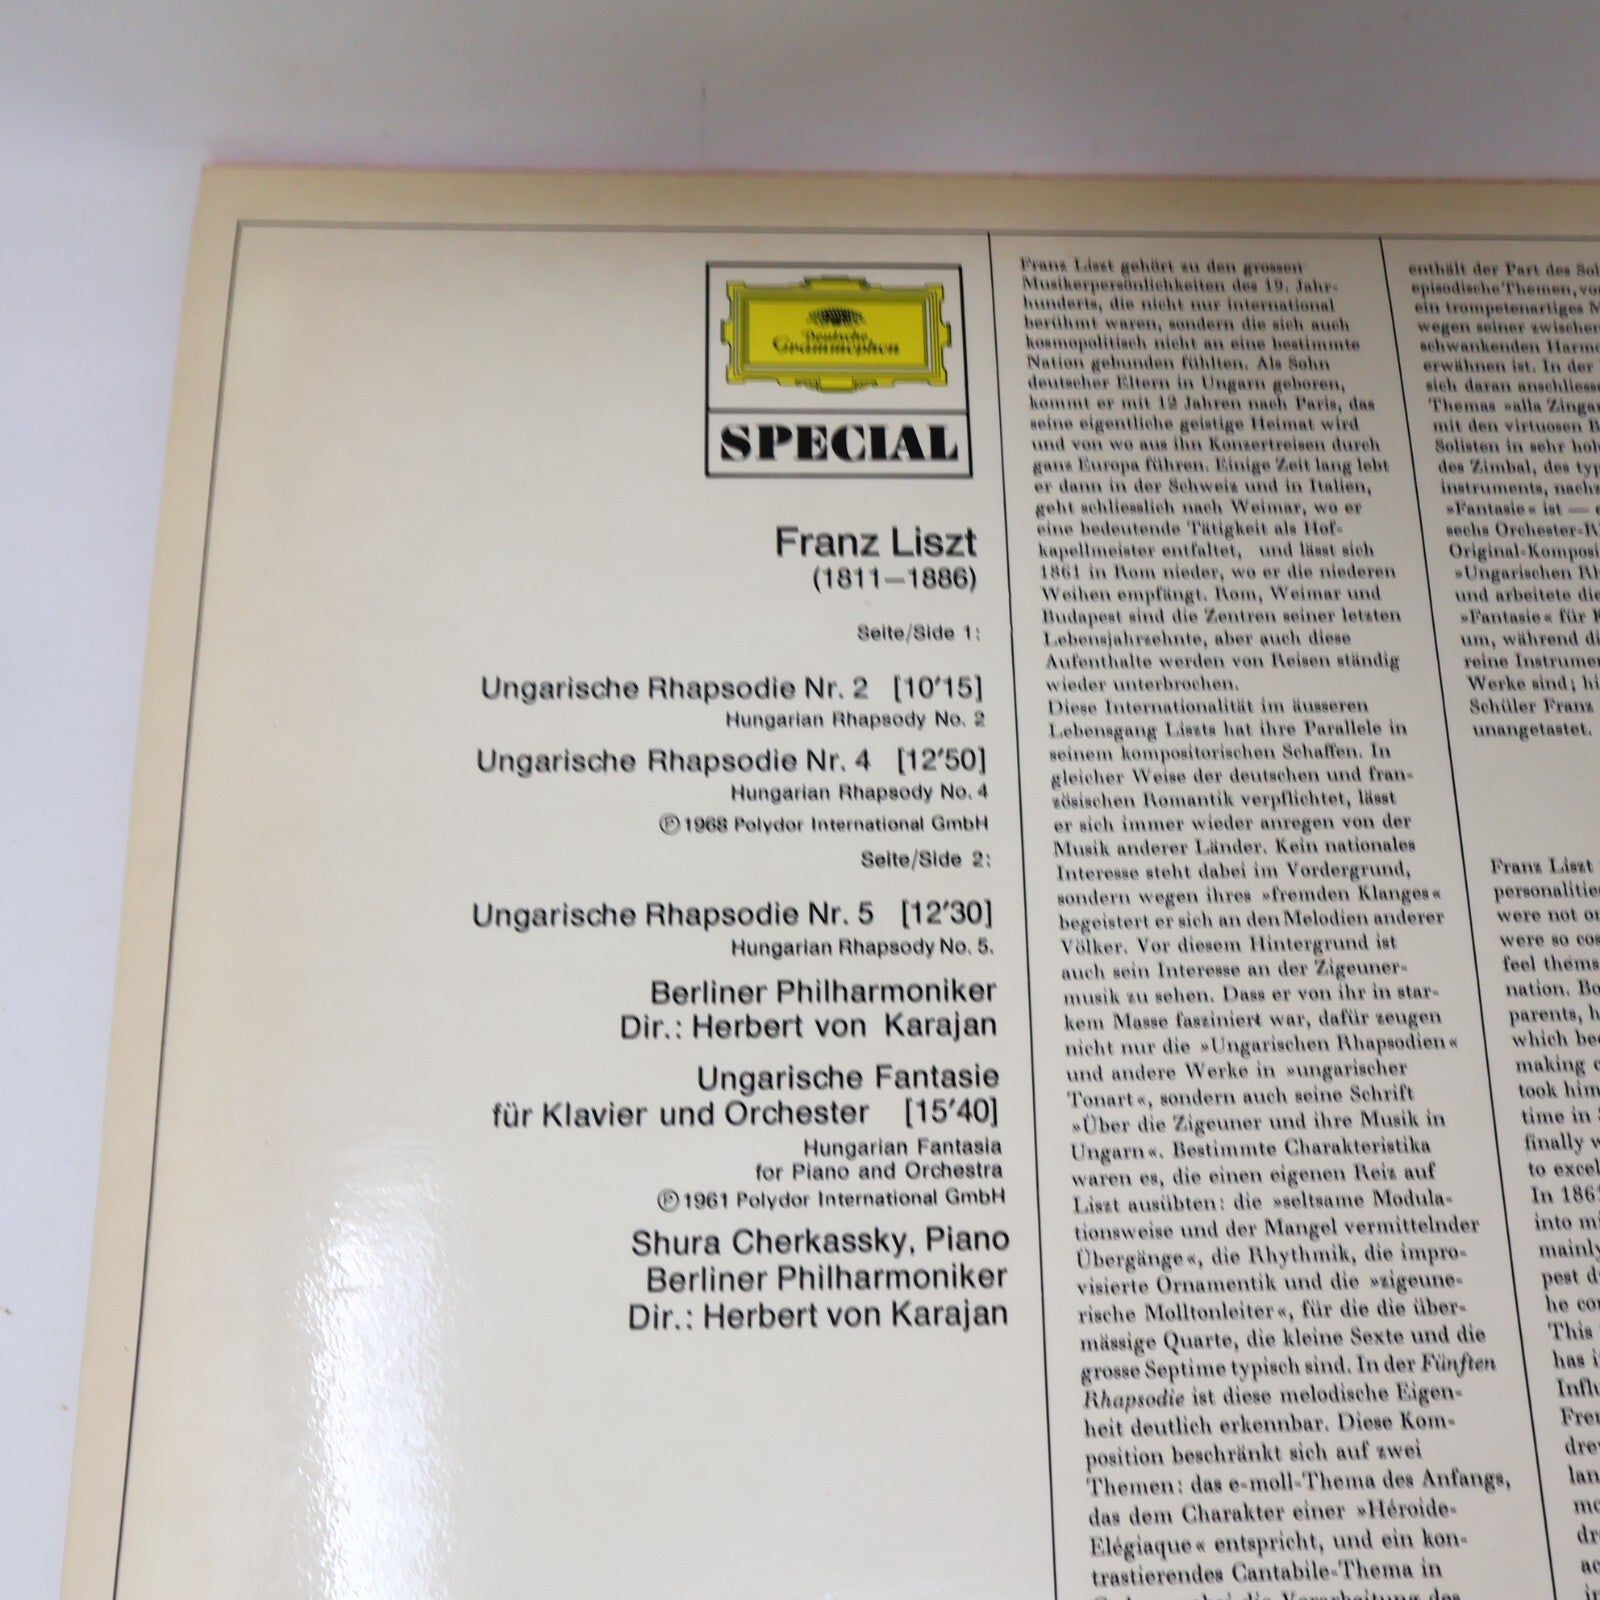 Deutsche
Grammophon
SPECIAL
Franz Liszt
(1811—1886)
Seite/Side 1:
Ungarische Rhapsodie Nr. 2 [10′15]
Hungarian Rhapsody No. 2
Ungarische Rhapsodie Nr. 4 [12′50]
Hungarian Rhapsody No. 4
℗ 1968 Polydor International GmbH
Seite/Side 2:
Ungarische Rhapsodie Nr. 5 [12′30]
Hungarian Rhapsody No. 5.
Berliner Philharmoniker
Dir.: Herbert von Karajan
Ungarische Fantasie
für Klavier und Orchester [15′40]
Hungarian Fantasia
for Piano and Orchestra
℗ 1961 Polydor International GmbH
Shura Cherkassky, Piano
Berliner Philharmoniker
Dir.: Herbert von Karajan
Franz Liszt gehört zu den grossen
Musikerpersönlichkeiten des 19. Jahr-
hunderts, die nicht nur international
berühmt waren, sondern die sich auch
kosmopolitisch nicht an eine bestimmte
Nation gebunden fühlten. Als Sohn
deutscher Eltern in Ungarn geboren,
kommt er mit 12 Jahren nach Paris, das
seine eigentliche geistige Heimat wird
und von wo aus ihn Konzertreisen durch
ganz Europa führen. Einige Zeit lang lebt
er dann in der Schweiz und in Italien,
geht schliesslich nach Weimar, wo er
eine bedeutende Tätigkeit als Hof-
kapellmeister entfaltet, und lässt sich
1861 in Rom nieder, wo er die niederen
Weihen empfängt. Rom, Weimar und
Budapest sind die Zentren seiner letzten
Lebensjahrzehnte, aber auch diese
Aufenthalte werden von Reisen ständig
wieder unterbrochen.
Diese Internationalität im äusseren
Lebensgang Liszts hat ihre Parallele in
seinem kompositorischen Schaffen. In
gleicher Weise der deutschen und fran-
zösischen Romantik verpflichtet, lässt
er sich immer wieder anregen von der
Musik anderer Länder. Kein nationales
Interesse steht dabei im Vordergrund,
sondern wegen ihres »fremden Klanges«
begeistert er sich an den Melodien anderer
Völker. Vor diesem Hintergrund ist
auch sein Interesse an der Zigeuner-
musik zu sehen. Dass er von ihr in star-
kem Masse fasziniert war, dafür zeugen
nicht nur die »Ungarischen Rhapsodien«
und andere Werke in »ungarischer
Tonart«, sondern auch seine Schrift
»Über die Zigeuner und ihre Musik in
Ungarn«. Bestimmte Charakteristika
waren es, die einen eigenen Reiz auf
Liszt ausübten: die »seltsame Modula-
tionsweise und der Mangel vermittelnder
Übergänge«, die Rhythmik, die impro-
visierte Ornamentik und die »zigeune-
rische Molltonleiter«, für die die über-
mässige Quarte, die kleine Sexte und die
grosse Septime typisch sind. In der Fünften
Rhapsodie ist diese melodische Eigen-
heit deutlich erkennbar. Diese Kom-
position beschränkt sich auf zwei
Themen: das e-moll-Thema des Anfangs,
das dem Charakter einer »Héroide-
Elégiaque« entspricht, und ein kon-
trastierendes Cantabile-Thema in
bei die Verarbeitung des
enthält der Part des
episodische Themen,
ein trompetenartiges
wegen seiner
schwankenden
erwähnen ist. In der
sich daran
Themas »alla
mit den virtuosen
Solisten in sehr
des Zimbal, des
instruments,
»Fantasie« ist —
sechs
»Ungarischen
und arbeitete
»Fantasie« für
um, während
reine
Werke sind;
Schüler Franz
unangetastet.
Franz Liszt
were not
were so
feel
nation.
parents,
which
making
took him
time in
finally
to
In
into
mainly
pest
he
This
has